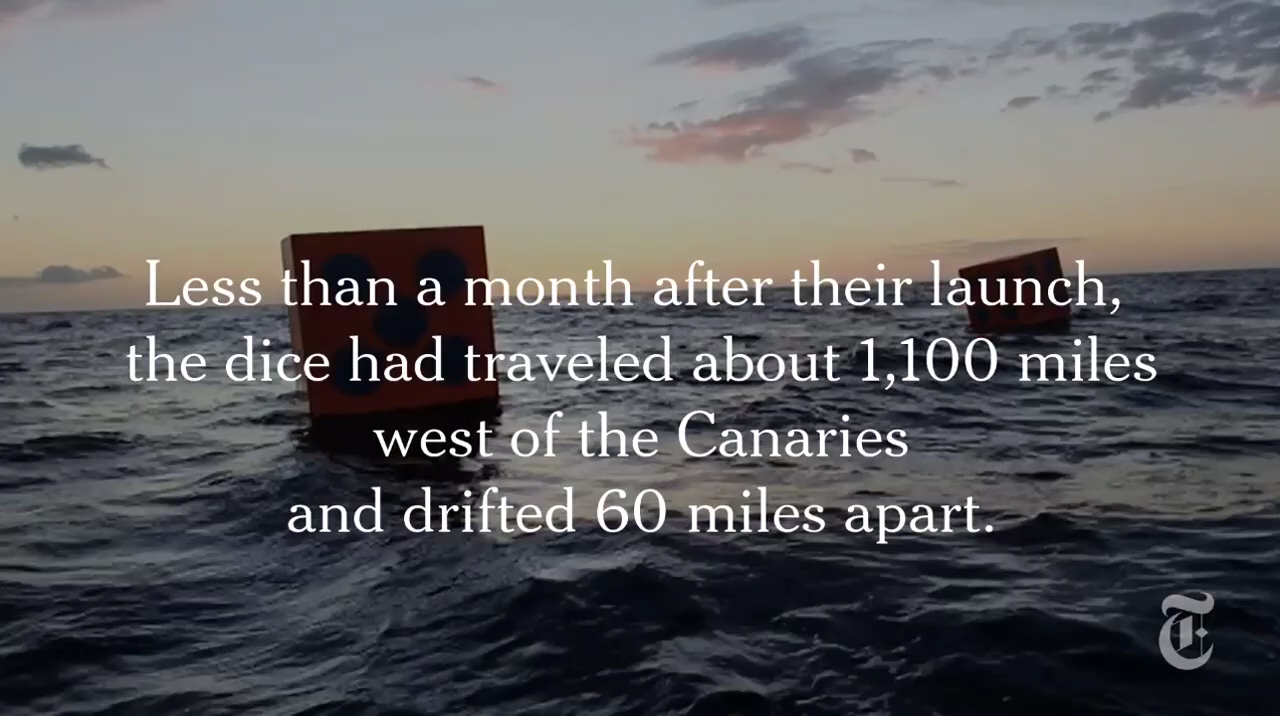 Less than a month after their launch,
the dice had traveled about 1,100 miles
west of the Canaries
and drifted 60 miles apart.
T